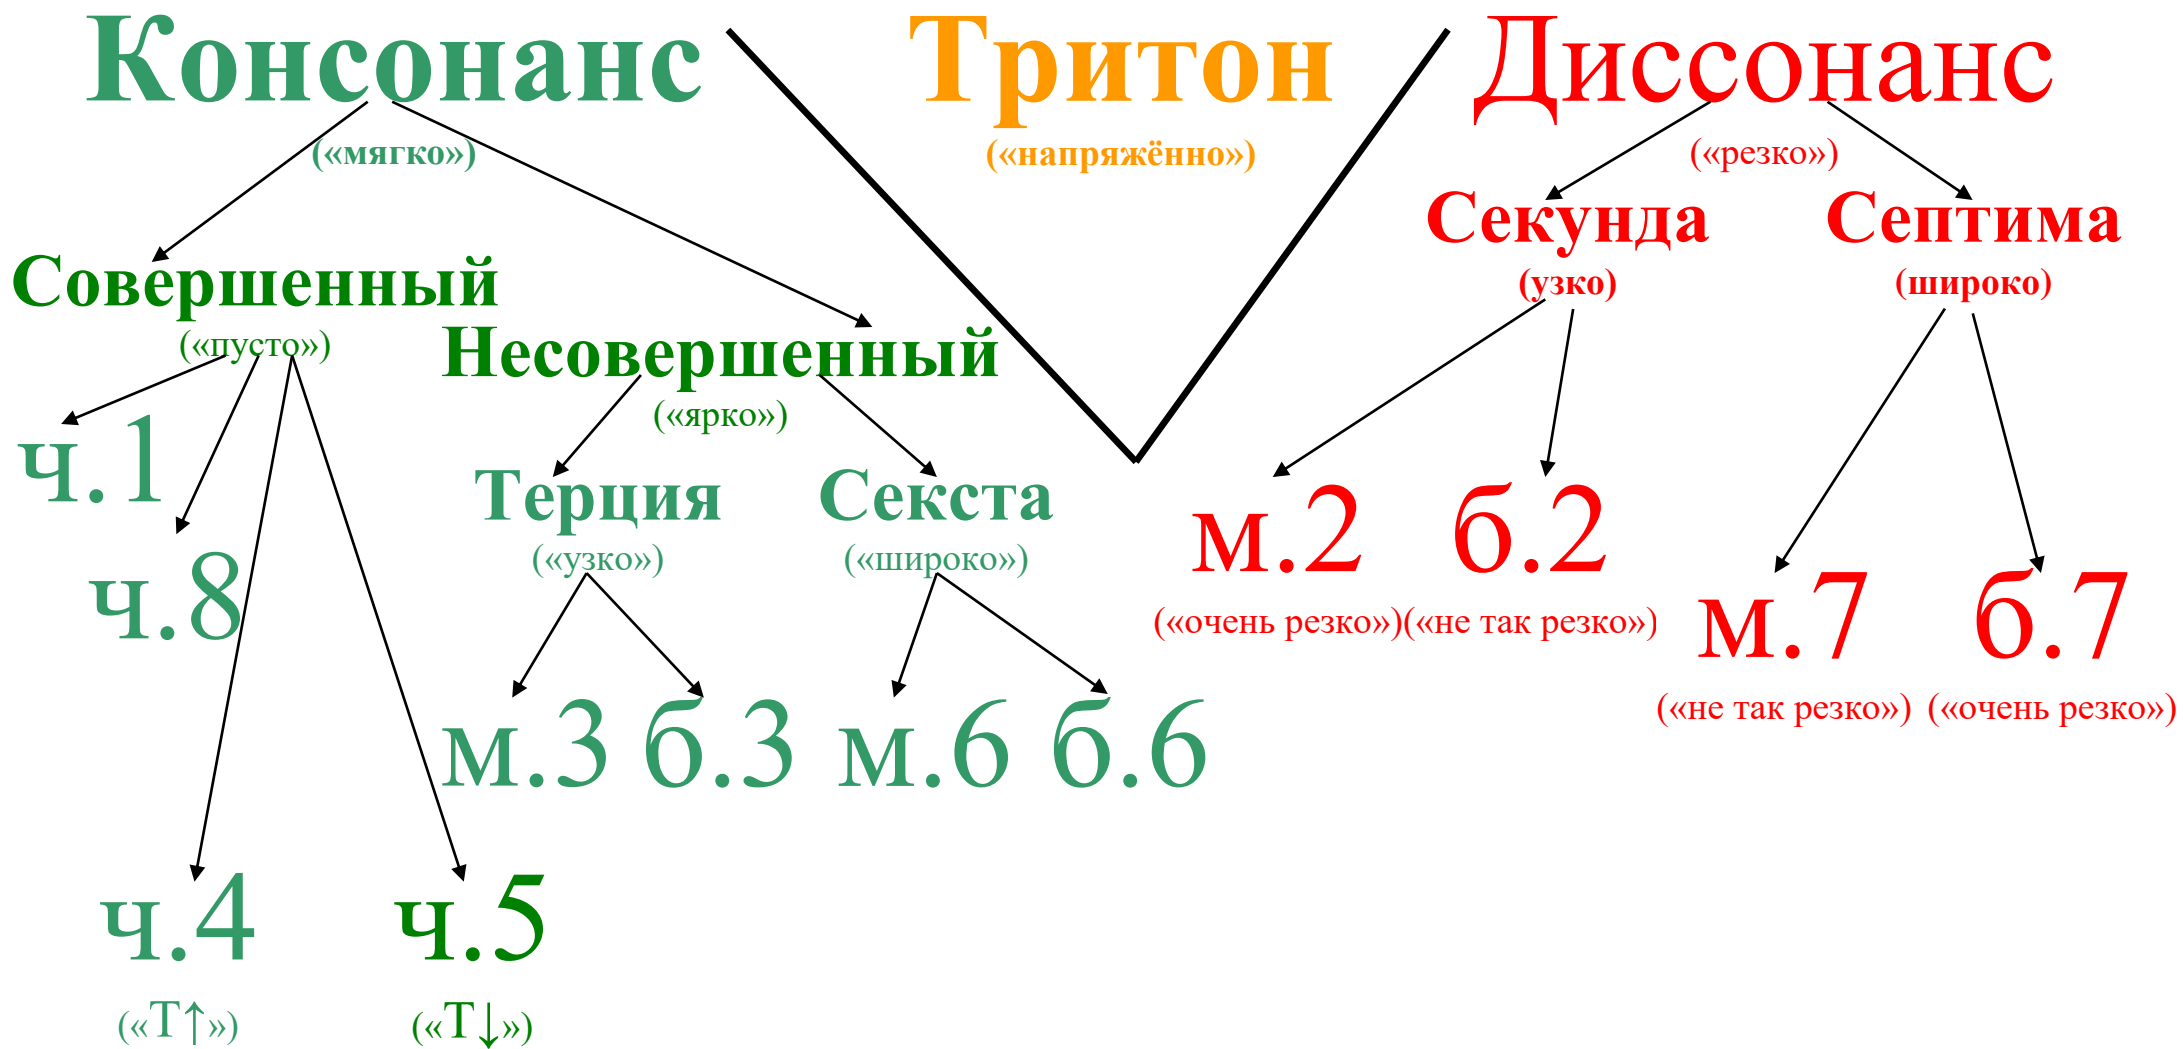 Консонанс
(«мягко»)
Тритон
(«напряжённо»)
Диссонанс
(«резко»)
Совершенный
(«пусто»)
Несовершенный
(«ярко»)
Секунда
(узко)
Септима
(широко)
ч.1
ч.8
Терция
(«узко»)
Секста
(«широко»)
м.2
(«очень резко»)
б.2
(«не так резко»)
м.7
(«не так резко»)
б.7
(«очень резко»)
м.3
б.3
м.6
б.6
ч.4
(«Т↑»)
ч.5
(«Т↓»)